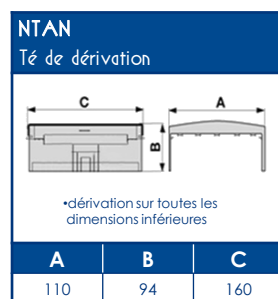 NTAN
Té de dérivation
C
A
B
•dérivation sur toutes les
dimensions inférieures
A B C
110 94 160